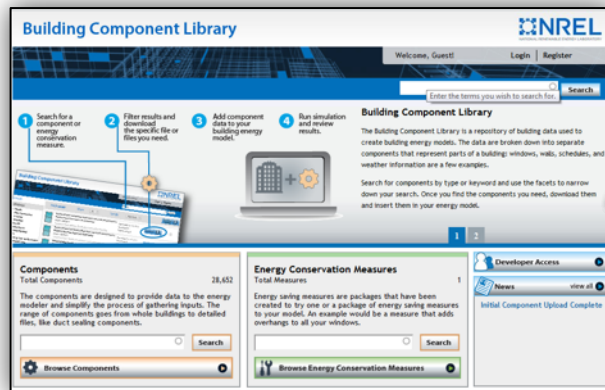 Building Component Library
NREL
NATIONAL RENEWABLE ENERGY LABORATORY
Welcome, Guest!
Login | Register
Search
Enter the terms you wish to search for.
1 Search for a
component or
energy
conservation
measure.
2 Filter results and
download
the specific file or
files you need.
3 Add component
data to your
building energy
model.
4 Run simulation
and review
results.
Building Component Library
The Building Component Library is a repository of building data used to
create building energy models. The data are broken down into separate
components that represent parts of a building: windows, walls, schedules, and
weather information are a few examples.
Search for components by type or keyword and use the facets to narrow
down your search. Once you find the components you need, download them
and insert them in your energy model.
Building Component Library
1 2
Components
Total Components 28,652
The components are designed to provide data to the energy
modeler and simplify the process of gathering inputs. The
range of components goes from whole buildings to detailed
files, like duct sealing components.
Search
Browse Components
Energy Conservation Measures
Total Measures 1
Energy saving measures are packages that have been
created to try one or a package of energy saving measures
to your model. An example would be a measure that adds
overhangs to all your windows.
Search
Browse Energy Conservation Measures
Developer Access
News view all
Initial Component Upload Complete